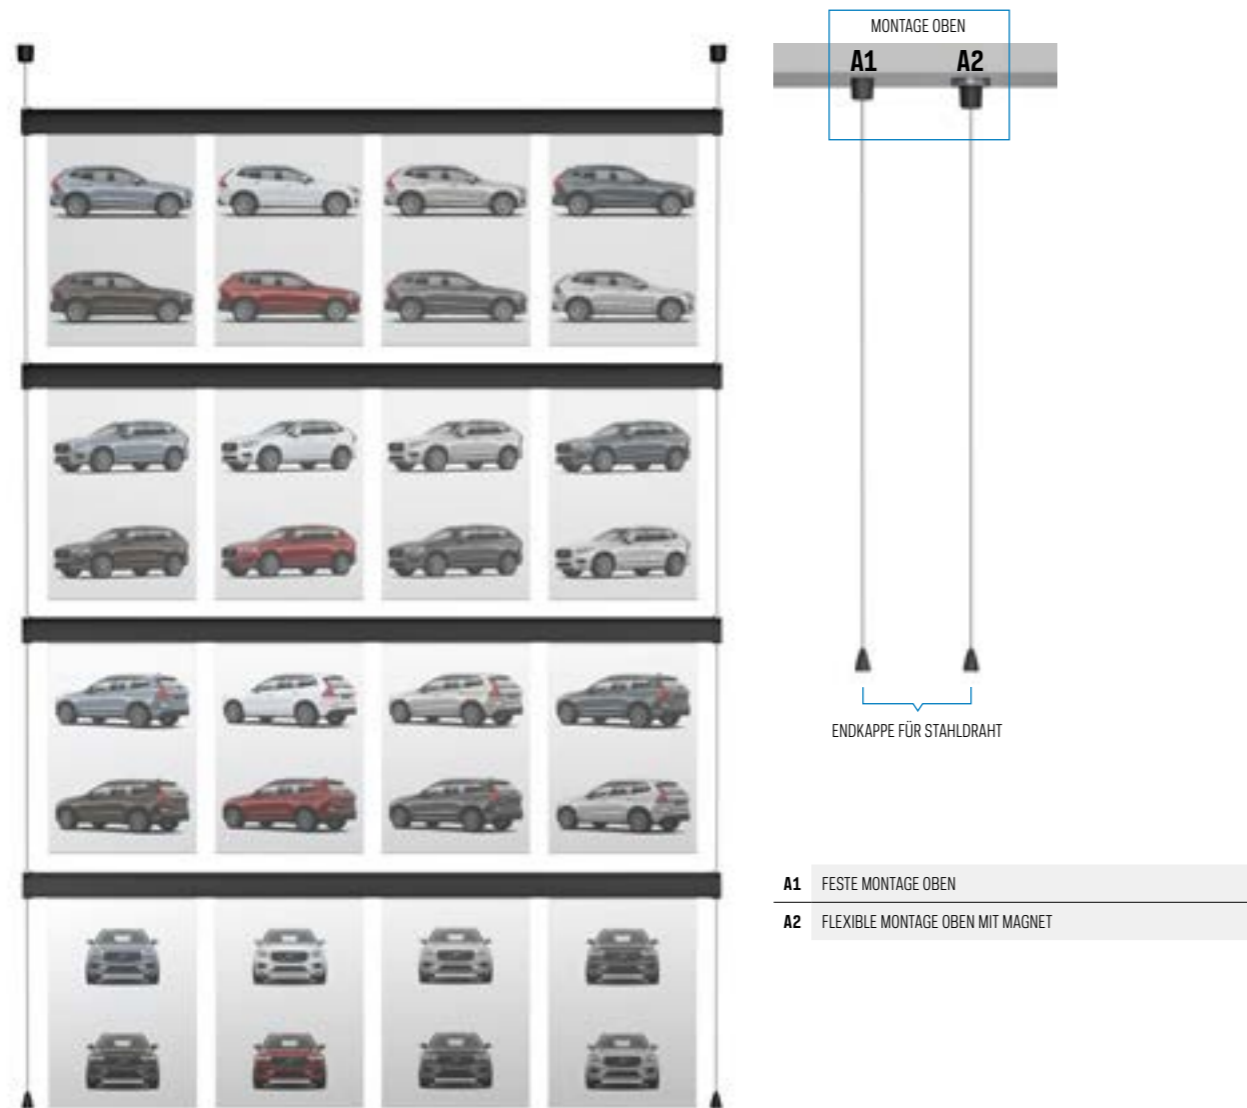 MONTAGE OBEN
A1 A2
ENDKAPPE FÜR STAHLDRAHT
A1 FESTE MONTAGE OBEN
A2 FLEXIBLE MONTAGE OBEN MIT MAGNET